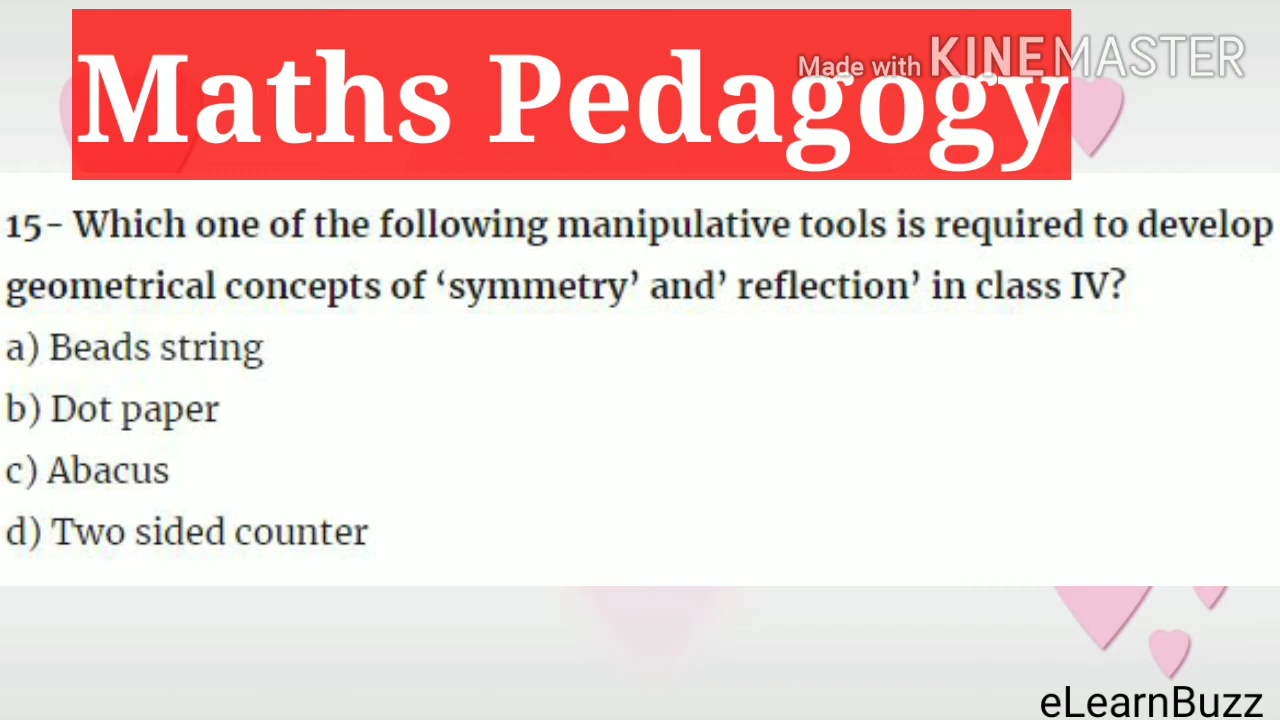 Maths Pedagogy
Made with KINEMASTER
15- Which one of the following manipulative tools is required to develop
geometrical concepts of ‘symmetry’ and’ reflection’ in class IV?
a) Beads string
b) Dot paper
c) Abacus
d) Two sided counter
eLearnBuzz